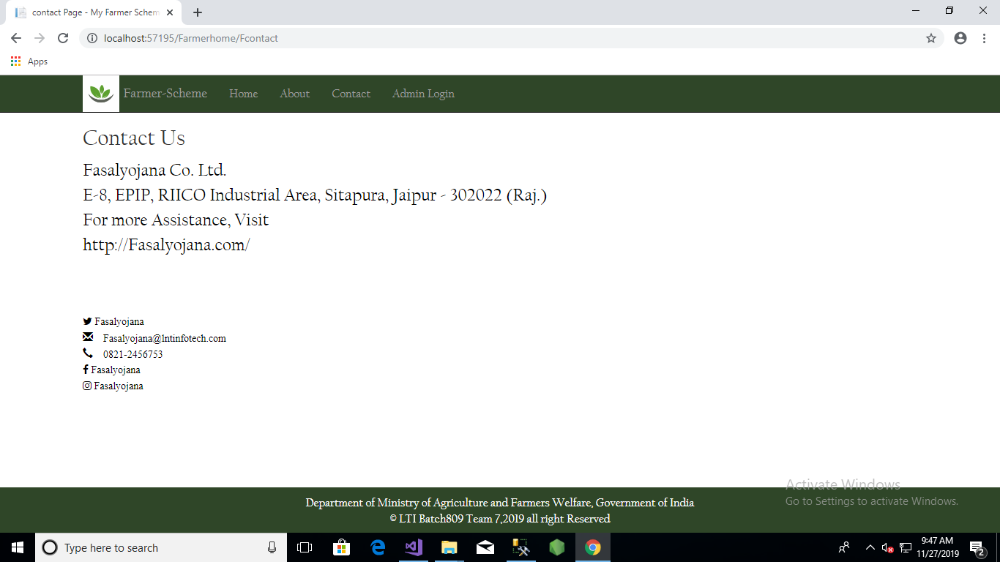 contact Page - My Farmer Schem
localhost:57195/Farmerhome/Fcontact
Apps
Farmer-Scheme Home About Contact Admin Login
Contact Us
Fasalyojana Co. Ltd.
E-8, EPIP, RIICO Industrial Area, Sitapura, Jaipur - 302022 (Raj.)
For more Assistance, Visit
http://Fasalyojana.com/
Fasalyojana
Fasalyojana@lntinfotech.com
0821-2456753
Fasalyojana
Fasalyojana
Activate Windows
Go to Settings to activate Windows.
Department of Ministry of Agriculture and Farmers Welfare, Government of India
© LTI Batch809 Team 7,2019 all right Reserved
Type here to search
9:47 AM
11/27/2019
2